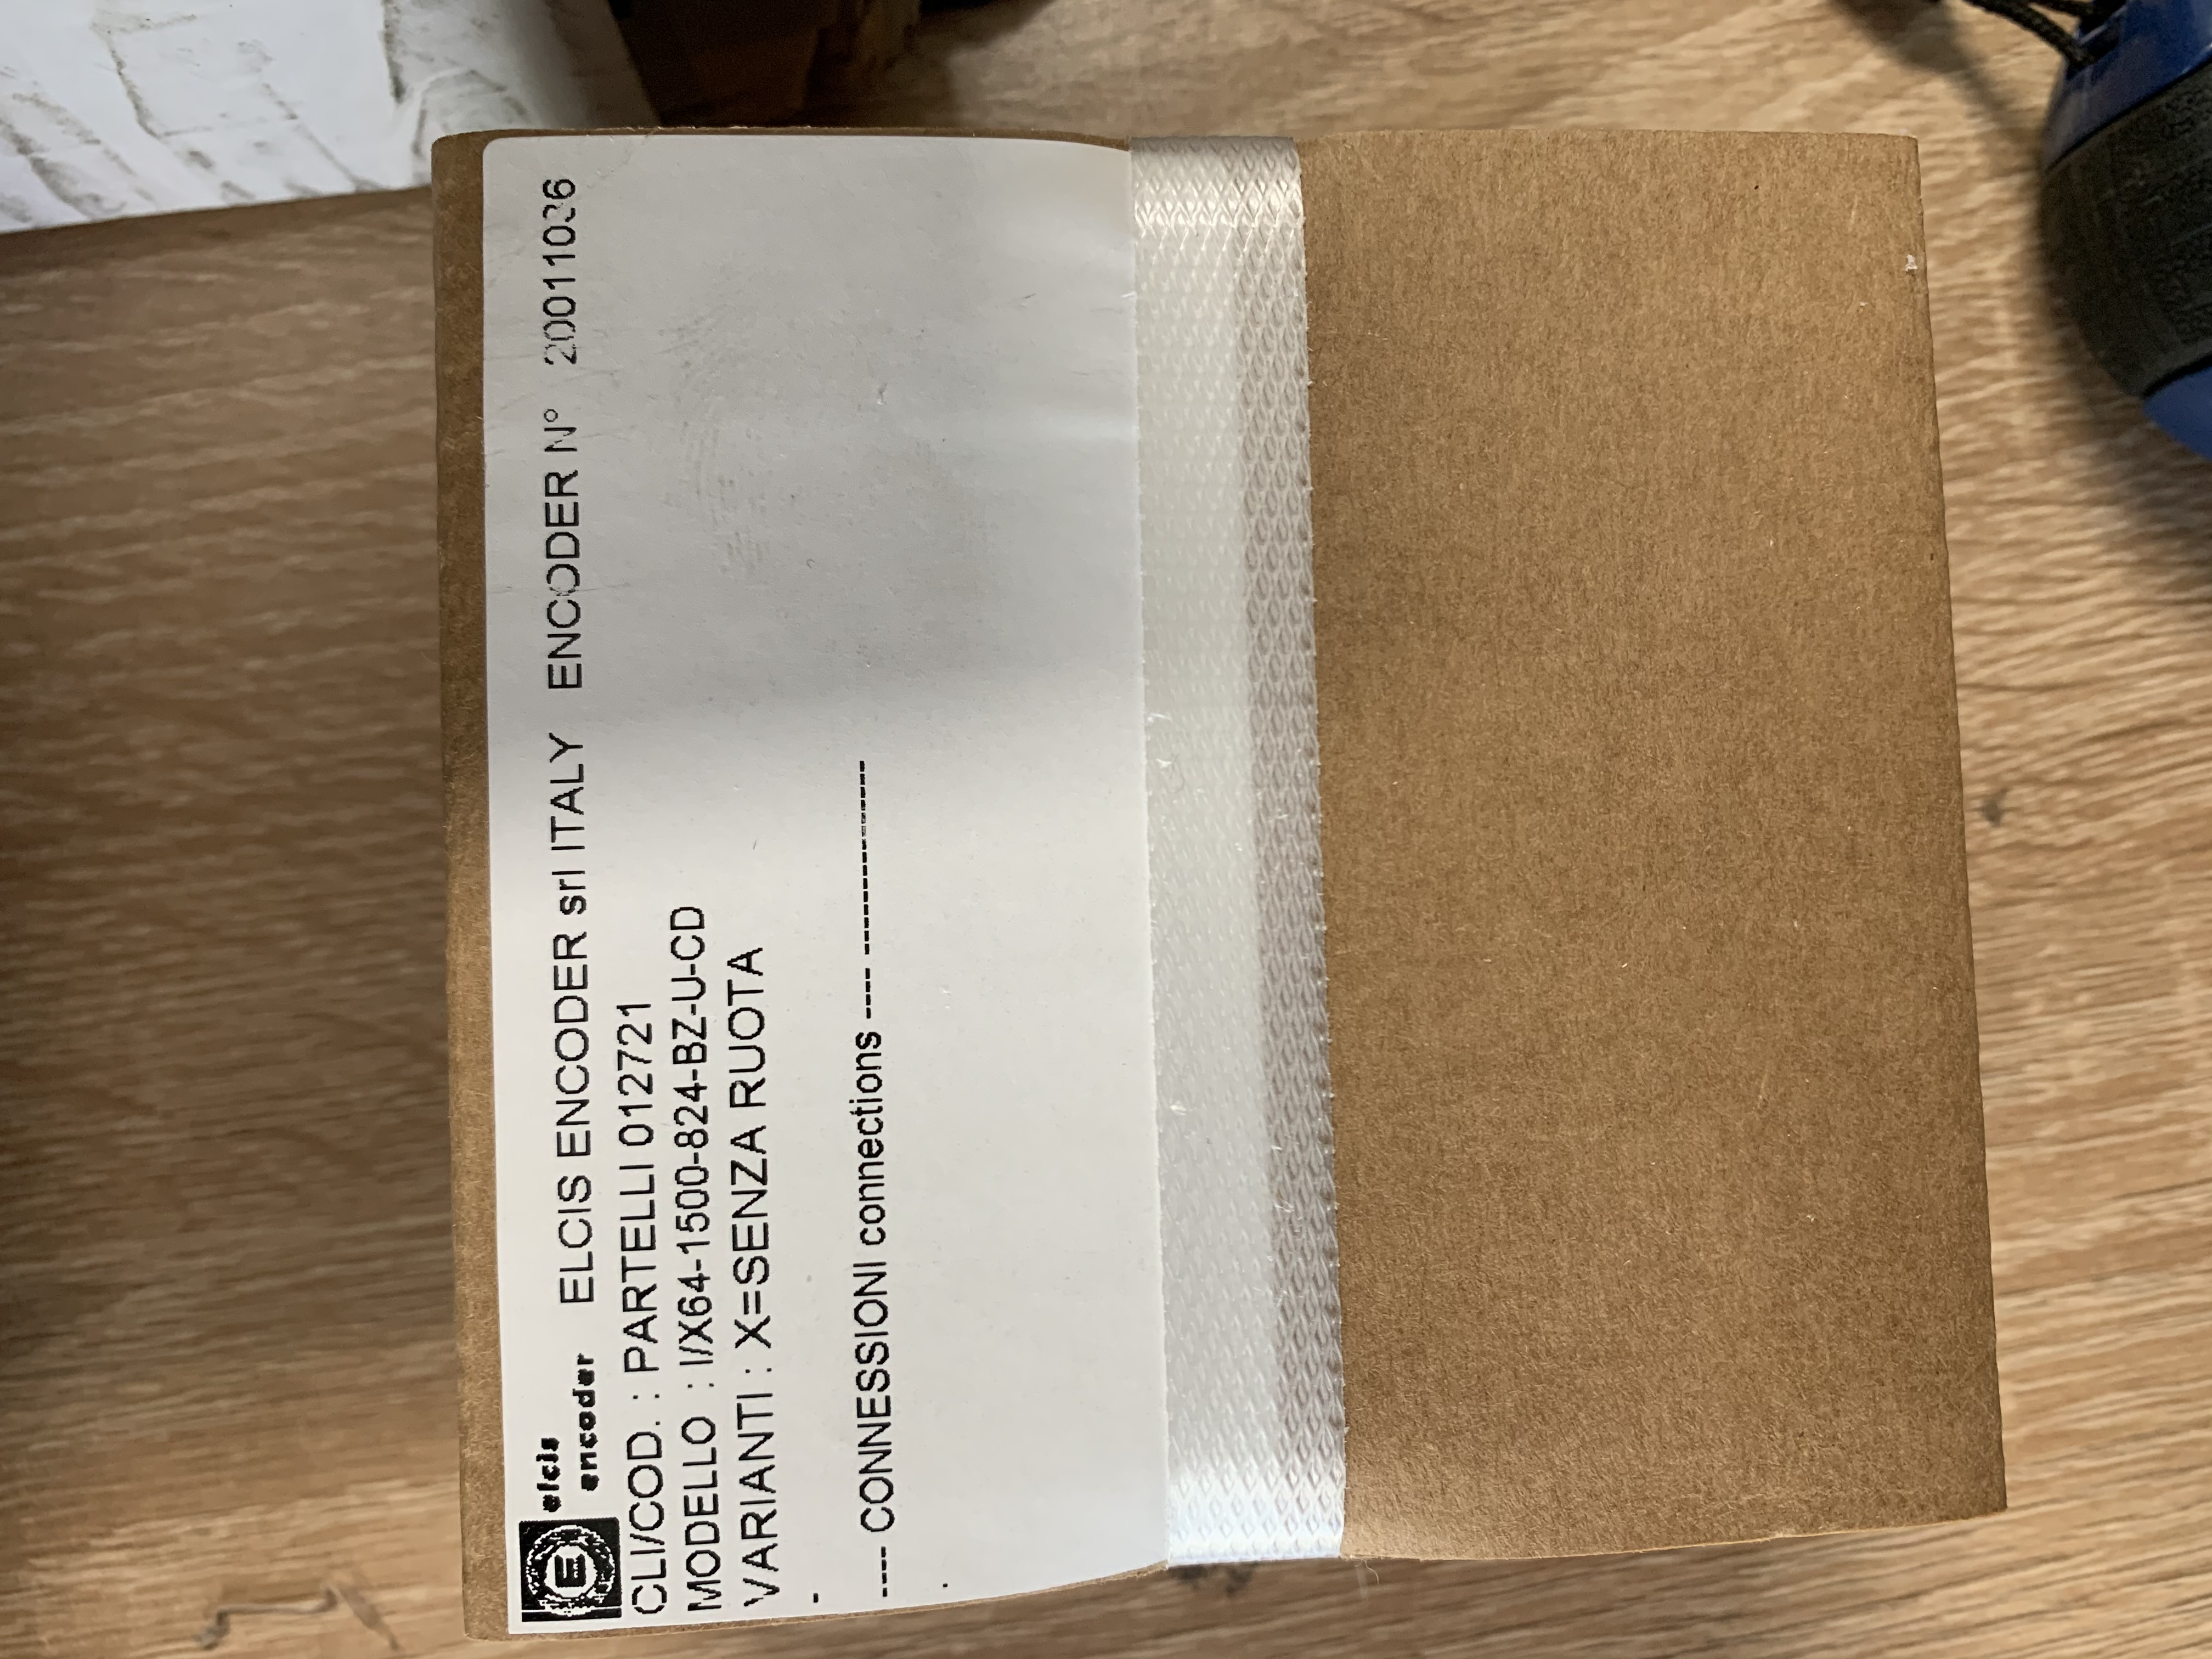 elcis
encoder
ELCIS ENCODER srl ITALY ENCODER N° 20011036
CLI/COD. : PARTELLI 012721
MODELLO : I/X64-1500-824-BZ-U-CD
VARIANTI : X=SENZA RUOTA
-
---- CONNESSIONI connections ---- ------------------
.